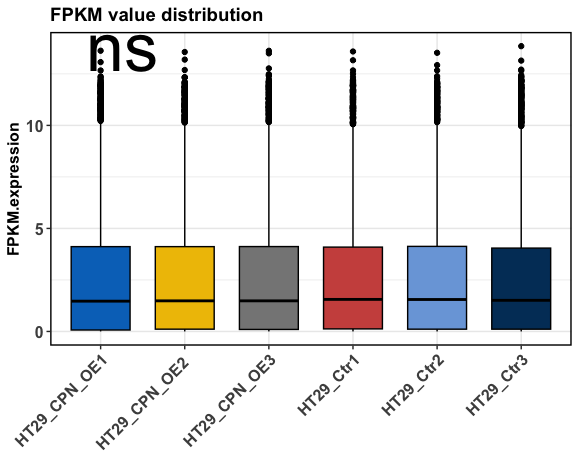 FPKM value distribution
ns
FPKM.expression
10
5
0
HT29_CPN_OE1
HT29_CPN_OE2
HT29_CPN_OE3
HT29_Ctr1
HT29_Ctr2
HT29_Ctr3